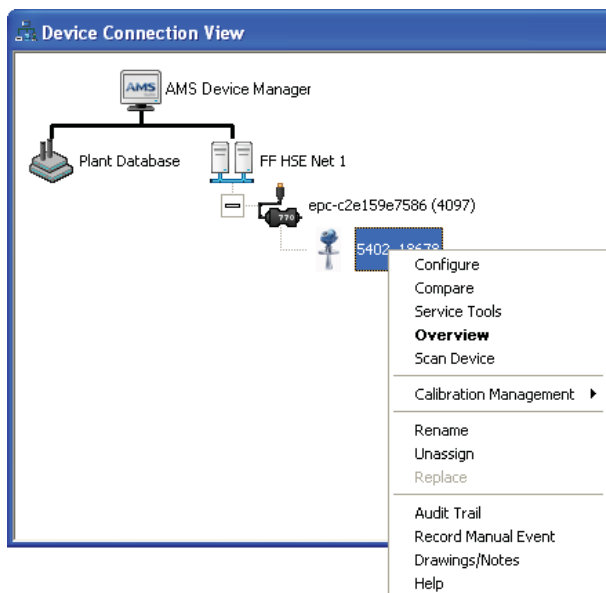 Device Connection View
AMS
AMS Device Manager
Plant Database
FF HSE Net 1
epc-c2e159e7586 (4097)
770
5402_18678
Configure
Compare
Service Tools
Overview
Scan Device
Calibration Management
Rename
Unassign
Replace
Audit Trail
Record Manual Event
Drawings/Notes
Help